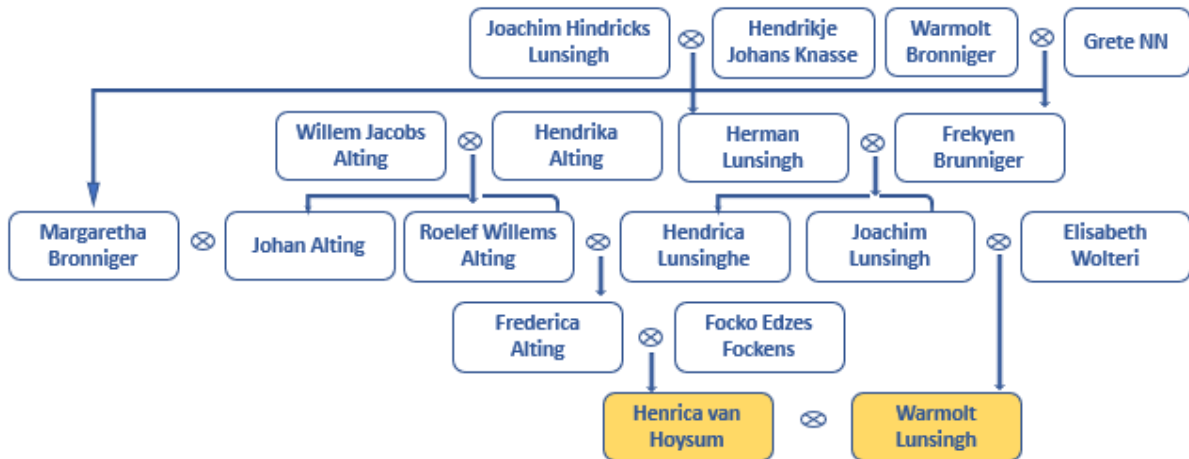 Joachim Hindricks
Lunsingh
Hendrikje
Johans Knasse
Warmolt
Bronniger
Grete NN
Willem Jacobs
Alting
Hendrika
Alting
Herman
Lunsingh
Frekyen
Brunniger
Margaretha
Bronniger
Johan Alting
Roelef Willems
Alting
Hendrica
Lunsinghe
Joachim
Lunsingh
Elisabeth
Wolteri
Frederica
Alting
Focko Edzes
Fockens
Henrica van
Hoysum
Warmolt
Lunsingh